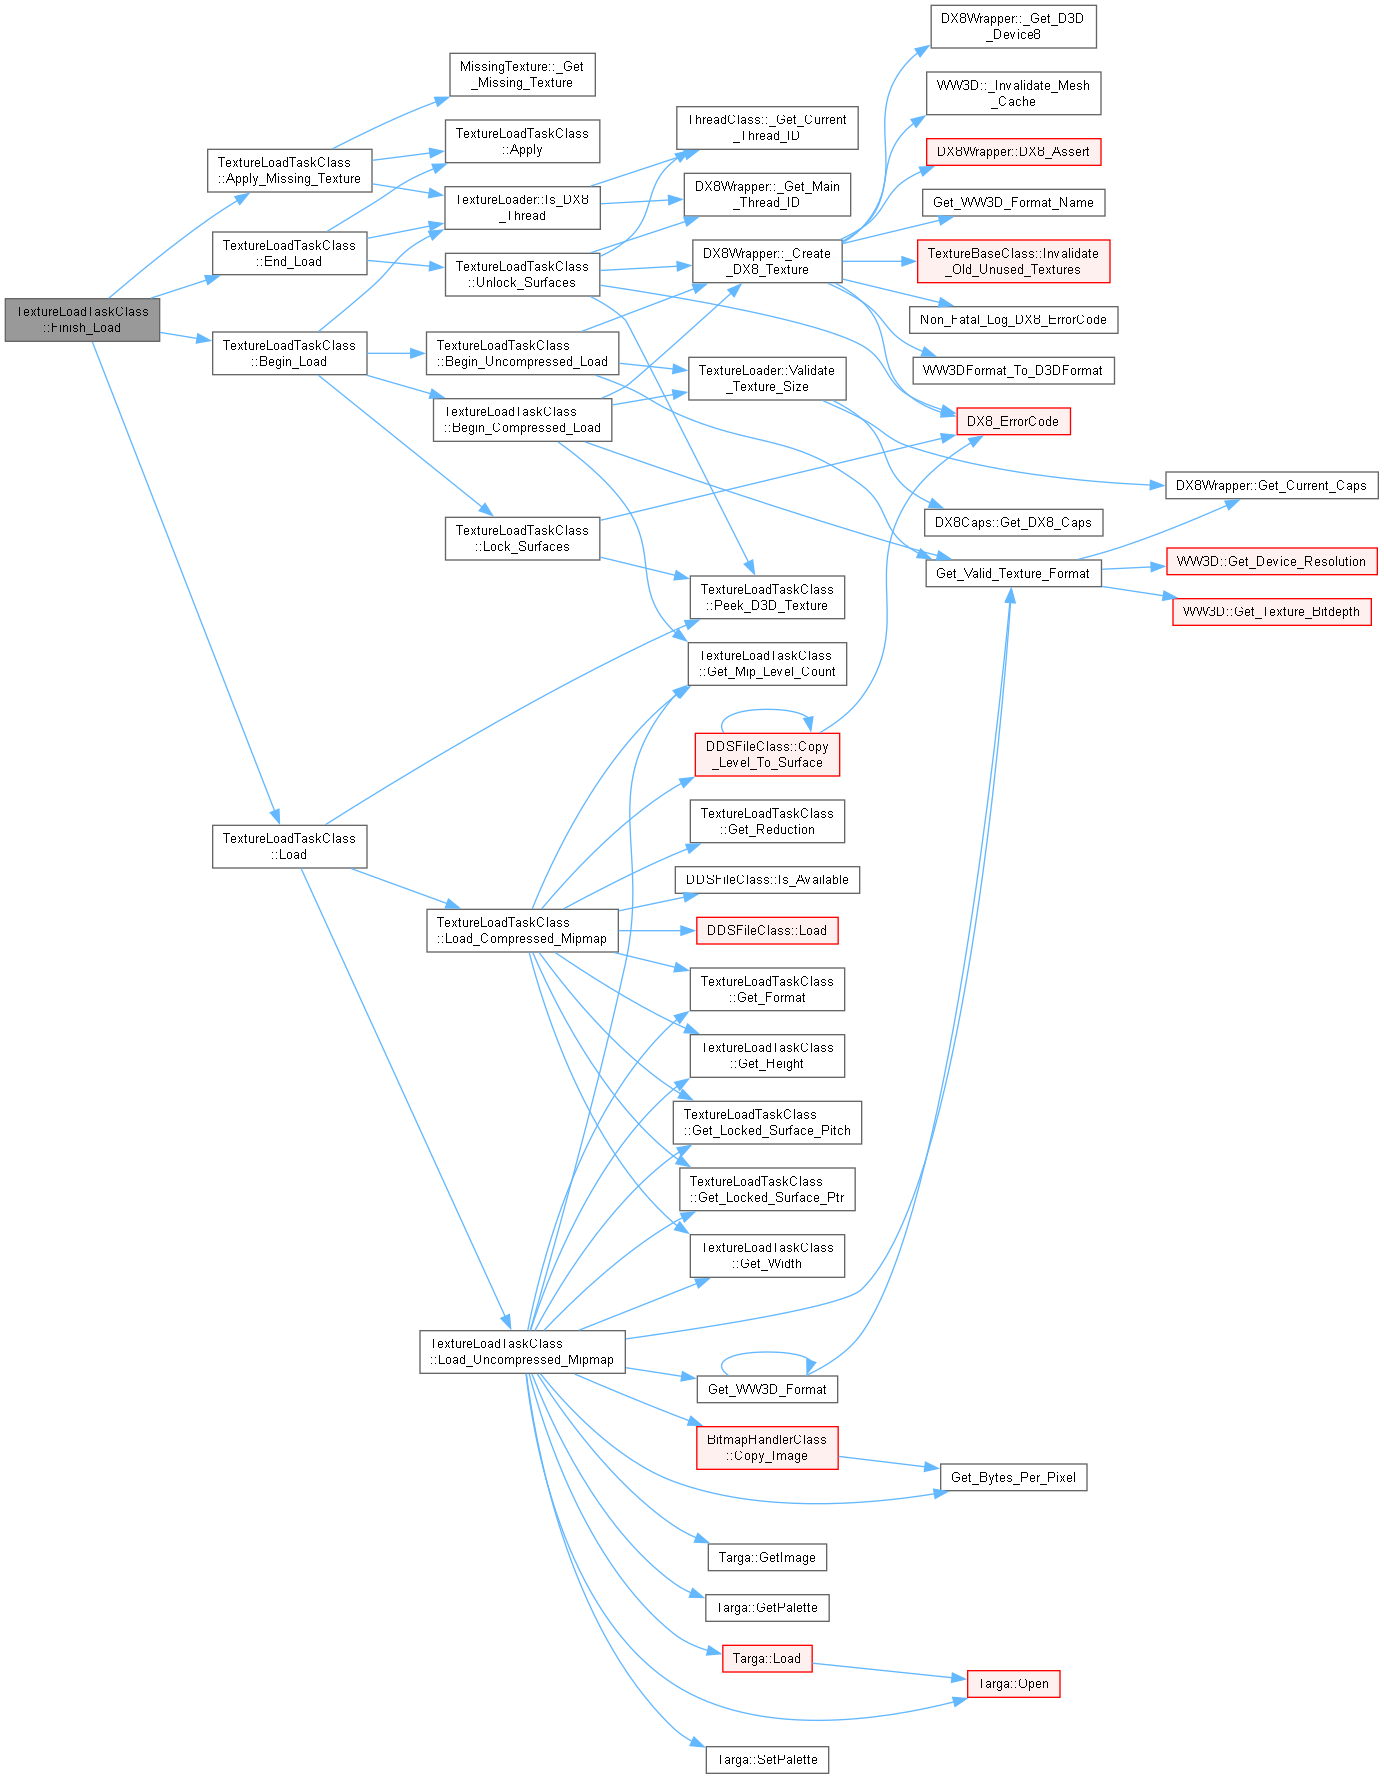 TextureLoadTaskClass
::Finish_Load
TextureLoadTaskClass
::Apply_Missing_Texture
TextureLoadTaskClass
::End_Load
TextureLoadTaskClass
::Begin_Load
TextureLoadTaskClass
::Load
MissingTexture::_Get
_Missing_Texture
TextureLoadTaskClass
::Apply
TextureLoader::Is_DX8
_Thread
TextureLoadTaskClass
::Unlock_Surfaces
TextureLoadTaskClass
::Begin_Uncompressed_Load
TextureLoadTaskClass
::Begin_Compressed_Load
TextureLoadTaskClass
::Lock_Surfaces
TextureLoadTaskClass
::Load_Compressed_Mipmap
TextureLoadTaskClass
::Load_Uncompressed_Mipmap
ThreadClass::_Get_Current
_Thread_ID
DX8Wrapper::_Get_Main
_Thread_ID
DX8Wrapper::_Create
_DX8_Texture
TextureLoader::Validate
_Texture_Size
TextureLoadTaskClass
::Peek_D3D_Texture
TextureLoadTaskClass
::Get_Mip_Level_Count
DDSFileClass::Copy
_Level_To_Surface
TextureLoadTaskClass
::Get_Reduction
DDSFileClass::Is_Available
DDSFileClass::Load
TextureLoadTaskClass
::Get_Format
TextureLoadTaskClass
::Get_Height
TextureLoadTaskClass
::Get_Locked_Surface_Pitch
TextureLoadTaskClass
::Get_Locked_Surface_Ptr
TextureLoadTaskClass
::Get_Width
Get_WW3D_Format
BitmapHandlerClass
::Copy_Image
Targa::GetImage
Targa::GetPalette
Targa::Load
Targa::SetPalette
DX8Wrapper::_Get_D3D
_Device8
WW3D::_Invalidate_Mesh
_Cache
DX8Wrapper::DX8_Assert
Get_WW3D_Format_Name
TextureBaseClass::Invalidate
_Old_Unused_Textures
Non_Fatal_Log_DX8_ErrorCode
WW3DFormat_To_D3DFormat
DX8_ErrorCode
DX8Caps::Get_DX8_Caps
Get_Valid_Texture_Format
Get_Bytes_Per_Pixel
Targa::Open
DX8Wrapper::Get_Current_Caps
WW3D::Get_Device_Resolution
WW3D::Get_Texture_Bitdepth